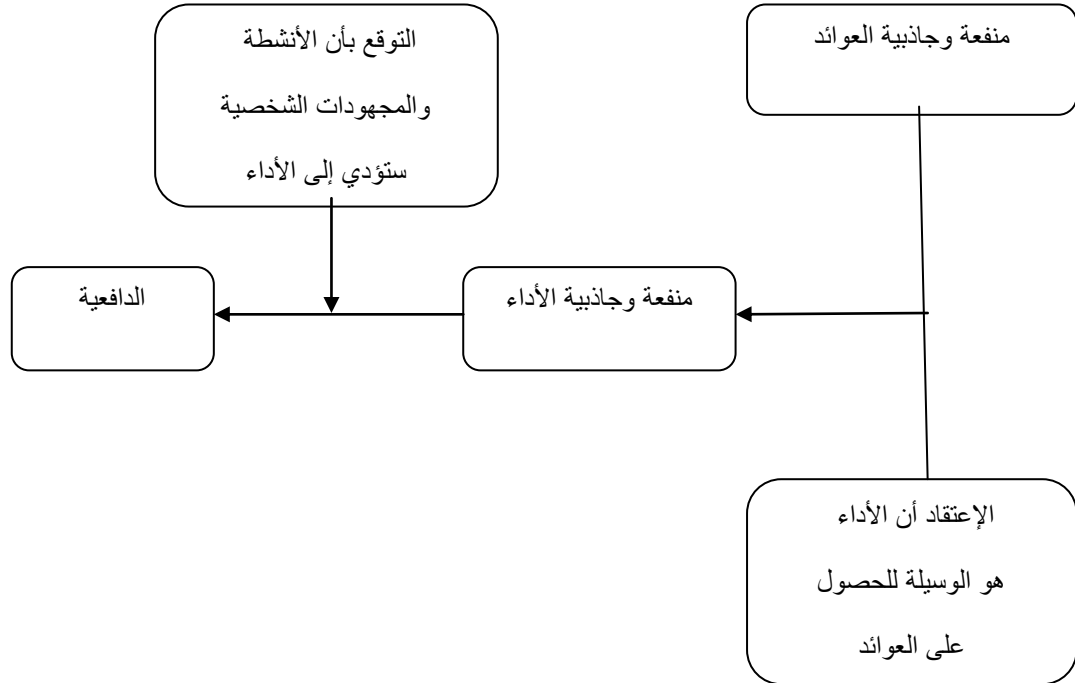 منفعة وجاذبية العوائد
التوقع بأن الأنشطة
والمجهودات الشخصية
ستؤدي إلى الأداء
منفعة وجاذبية الأداء
الدافعية
الإعتقاد أن الأداء
هو الوسيلة للحصول
على العوائد